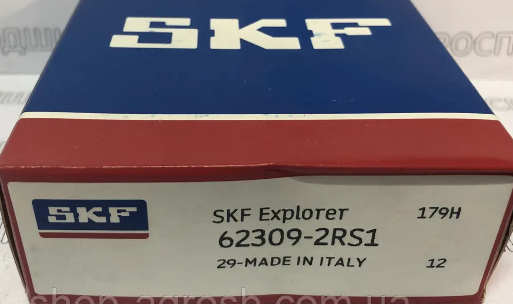 SKF
SKF
SKF Explorer
179H
62309-2RS1
29-MADE IN ITALY
12